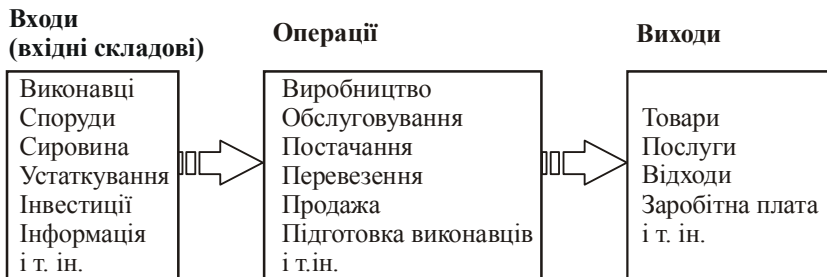 Входи
(вхідні складові)
Виконавці
Споруди
Сировина
Устаткування
Інвестиції
Інформація
і т. ін.
Операції
Виробництво
Обслуговування
Постачання
Перевезення
Продажа
Підготовка виконавців
і т.ін.
Виходи
Товари
Послуги
Відходи
Заробітна плата
і т. ін.